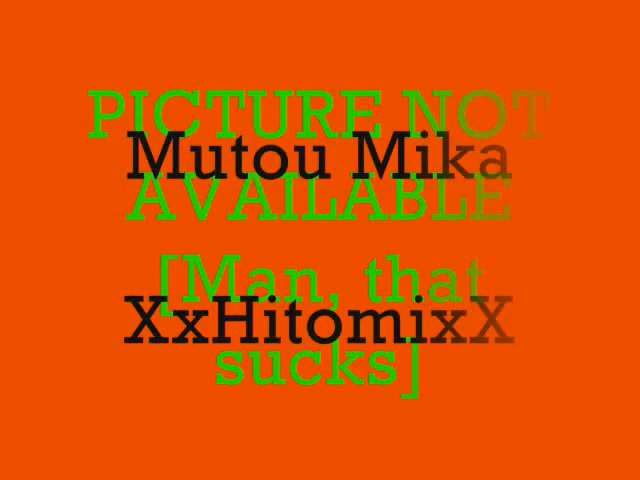 PICTURE NOT
Mutou Mika
AVAILABLE
[Man, that
XxHitomixX
sucks]